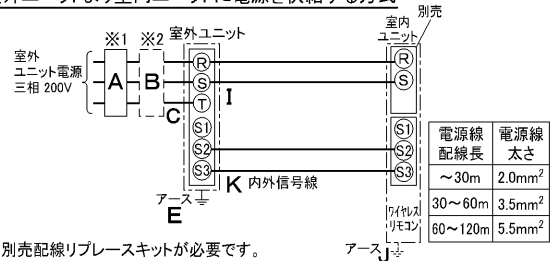 室外ユニットより室内ユニットに電源を供給する方式
別売
※1 ※2 室外ユニット
室内
ユニット
室外
ユニット電源
三相 200V
A
B
C
R
S
T
S1
S2
S3
I
R
S
S1
S2
S3
K 内外信号線
アース
E
ワイヤレス
リモコン
アース J
電源線
配線長
電源線
太さ
～30m 2.0mm²
30～60m 3.5mm²
60～120m 5.5mm²
別売配線リプレースキットが必要です。